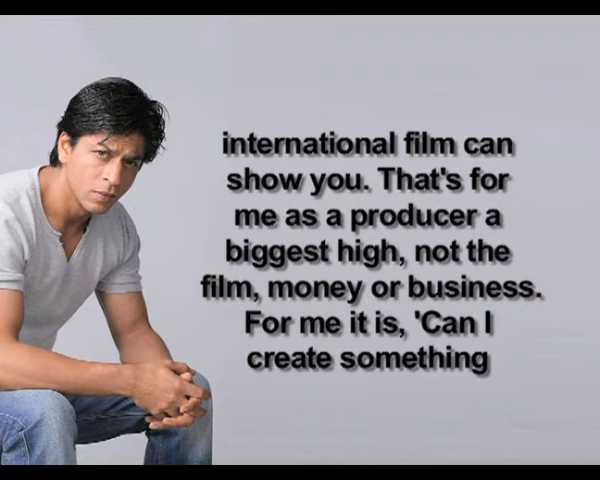 international film can
show you. That's for
me as a producer a
biggest high, not the
film, money or business.
For me it is, 'Can I
create something